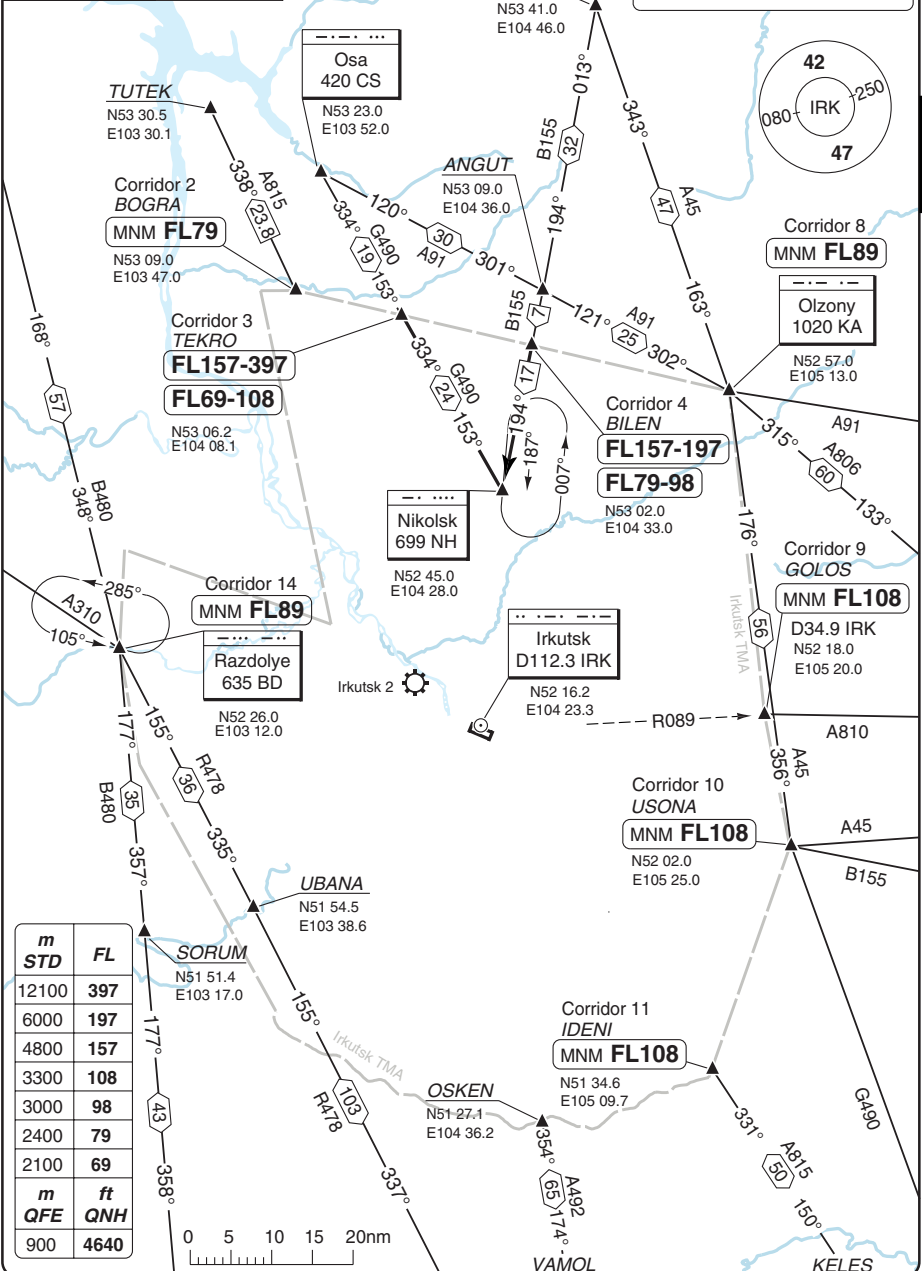 N53 41.0
E104 46.0
Osa
420 CS
N53 23.0
E103 52.0
TUTEK
N53 30.5
E103 30.1
338°
A815
23.8
Corridor 2
BOGRA
MNM FL79
N53 09.0
E103 47.0
013°
B155
32
194°
343°
47
A45
163°
42
080
IRK
250
47
ANGUT
N53 09.0
E104 36.0
120°
30
A91
301°
334°
G490
19
153°
B155
7
121°
A91
25
302°
Corridor 8
MNM FL89
Olzony
1020 KA
N52 57.0
E105 13.0
Corridor 3
TEKRO
FL157-397
FL69-108
N53 06.2
E104 08.1
334°
G490
24
153°
17
194°
187°
007°
Corridor 4
BILEN
FL157-197
FL79-98
N53 02.0
E104 33.0
A91
315°
A806
60
133°
168°
57
B480
348°
Nikolsk
699 NH
N52 45.0
E104 28.0
176°
56
Irkutsk TMA
Corridor 9
GOLOS
MNM FL108
D34.9 IRK
N52 18.0
E105 20.0
285°
A310
105°
Corridor 14
MNM FL89
Razdolye
635 BD
N52 26.0
E103 12.0
Irkutsk 2
Irkutsk
D112.3 IRK
N52 16.2
E104 23.3
R089
A810
A45
356°
177°
35
B480
357°
155°
R478
36
335°
Corridor 10
USONA
MNM FL108
N52 02.0
E105 25.0
A45
B155
UBANA
N51 54.5
E103 38.6
SORUM
N51 51.4
E103 17.0
177°
43
358°
155°
103
R478
337°
Irkutsk TMA
Corridor 11
IDENI
MNM FL108
N51 34.6
E105 09.7
OSKEN
N51 27.1
E104 36.2
354°
65
A492
174°
VAMOL
331°
A815
50
150°
KELES
G490
m STD FL
12100 397
6000 197
4800 157
3300 108
3000 98
2400 79
2100 69
m QFE ft QNH
900 4640
0 5 10 15 20nm